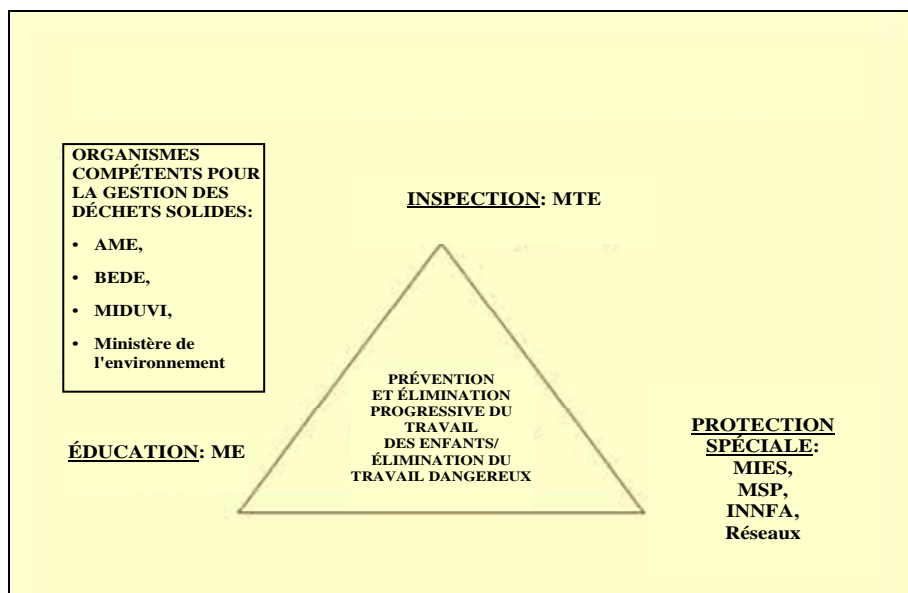 ORGANISMES
COMPÉTENTS POUR
LA GESTION DES
DÉCHETS SOLIDES:
• AME,
• BEDE,
• MIDUVI,
• Ministère de
l'environnement
INSPECTION: MTE
PRÉVENTION
ET ÉLIMINATION
PROGRESSIVE DU
TRAVAIL
DES ENFANTS/
ÉLIMINATION DU
TRAVAIL DANGEREUX
ÉDUCATION: ME
PROTECTION
SPÉCIALE:
MIES,
MSP,
INNFA,
Réseaux